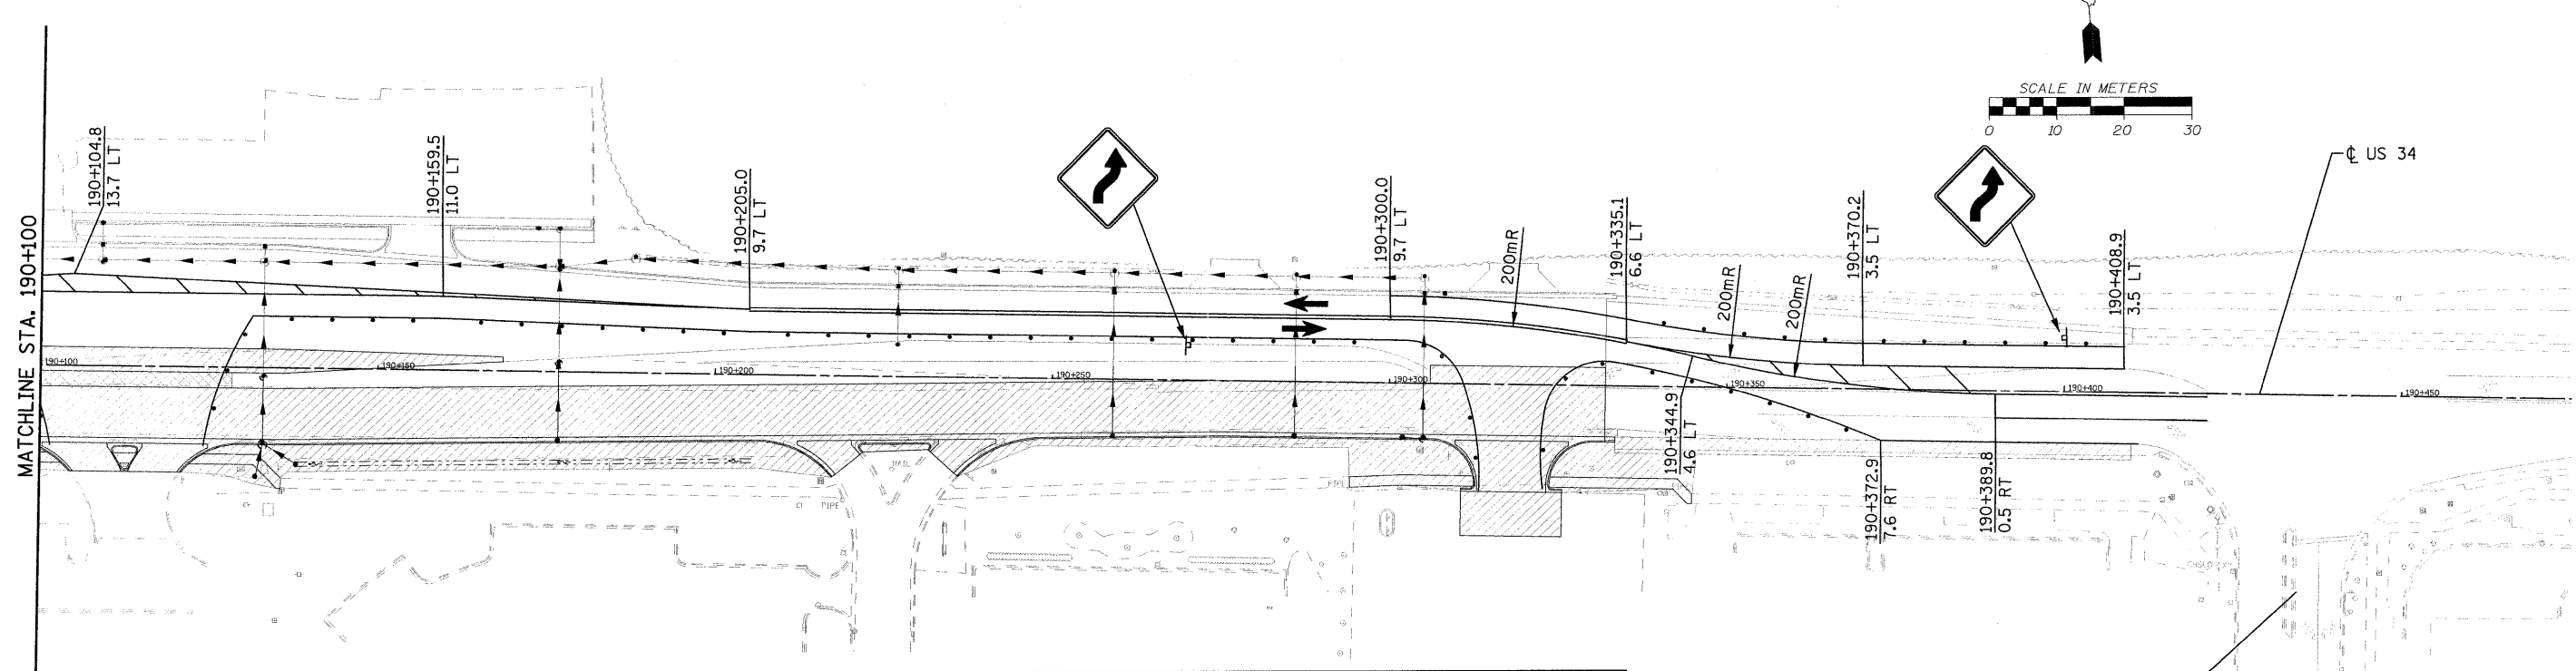 MATCHLINE STA. 190+100
190+104.8
13.7 LT
190+159.5
11.0 LT
190+205.0
9.7 LT
190+300.0
9.7 LT
200mR
190+335.1
6.6 LT
200mR
200mR
190+370.2
3.5 LT
190+408.9
3.5 LT
SCALE IN METERS
0 10 20 30
℄ US 34
190+100
190+150
190+200
190+250
190+300
190+350
190+400
190+450
190+344.9
4.6 LT
190+372.9
7.6 RT
190+389.8
0.5 RT
PIPE